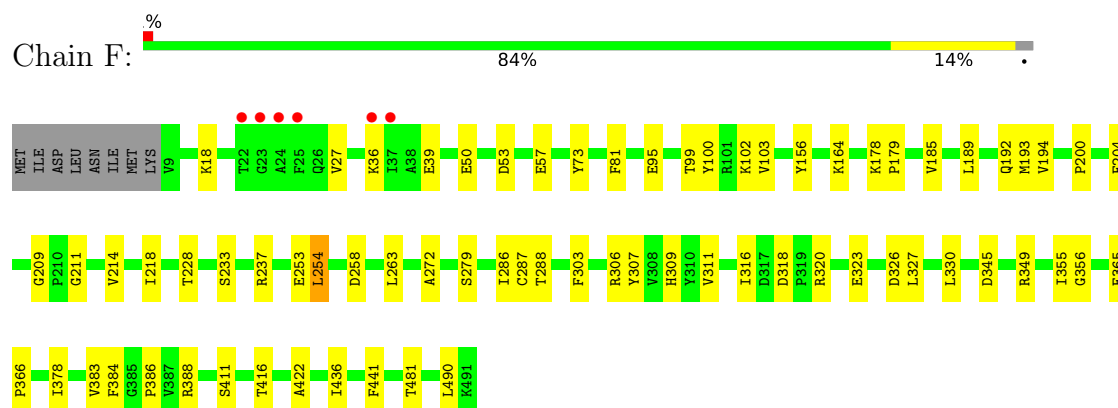 .%
Chain F:
84% 14% •
MET ILE ASP LEU ASN ILE MET LYS V9 K18 T22 G23 A24 F25 Q26 V27 K36 I37 A38 E39 E50 D53 E57 Y73 F81 E95 T99 Y100 R101 K102 V103 Y156 K164 K178 P179 V185 L189 Q192 M193 V194 P200
G209 P210 G211 V214 I218 T228 S233 R237 E253 L254 D258 L263 A272 S279 I286 C287 T288 F303 R306 Y307 V308 H309 Y310 V311 I316 D317 D318 P319 R320 E323 D326 L327 L330 D345 R349 I355 G356
P366 I378 V383 F384 G385 P386 V387 R388 S411 T416 A422 I436 F441 T481 L490 K491